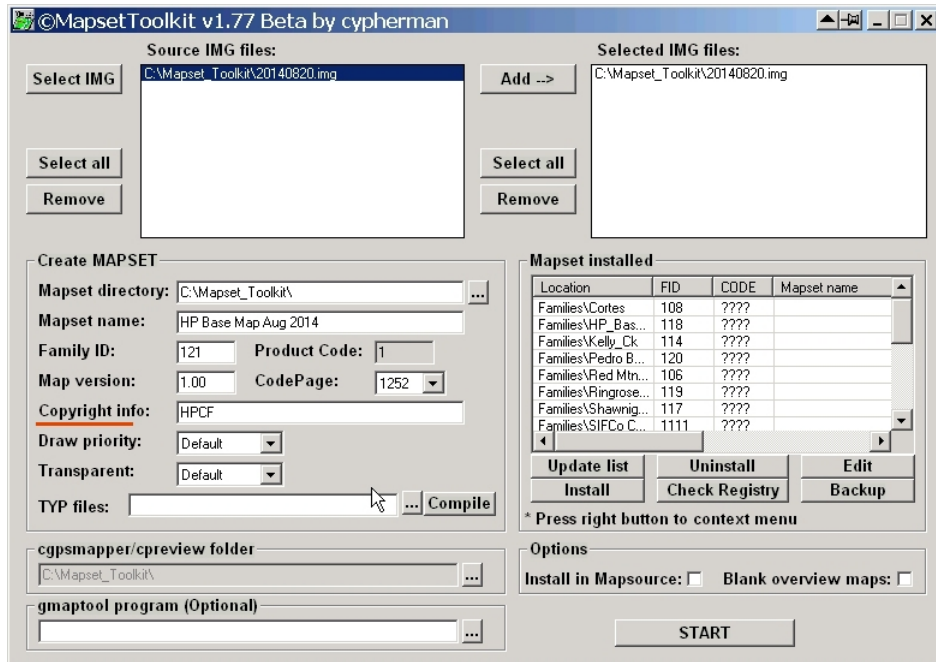 ©MapsetToolkit v1.77 Beta by cypherman
Source IMG files:
Selected IMG files:
Select IMG
C:\Mapset_Toolkit\20140820.img
Add -->
C:\Mapset_Toolkit\20140820.img
Select all
Select all
Remove
Remove
Create MAPSET
Mapset directory: C:\Mapset_Toolkit\ ...
Mapset name: HP Base Map Aug 2014
Family ID: 121 Product Code: 1
Map version: 1.00 CodePage: 1252
Copyright info: HPCF
Draw priority: Default
Transparent: Default
TYP files: ... Compile
cgpsmapper/cpreview folder
C:\Mapset_Toolkit\ ...
gmaptool program (Optional)
...
Mapset installed
Location FID CODE Mapset name
Families\Cortes 108 ????
Families\HP_Bas... 118 ????
Families\Kelly_Ck 114 ????
Families\Pedro B... 120 ????
Families\Red Mtn... 106 ????
Families\Ringrose... 119 ????
Families\Shawnig... 117 ????
Families\SIFCo C... 1111 ????
Update list Uninstall Edit
Install Check Registry Backup
* Press right button to context menu
Options
Install in Mapsource: Blank overview maps:
START